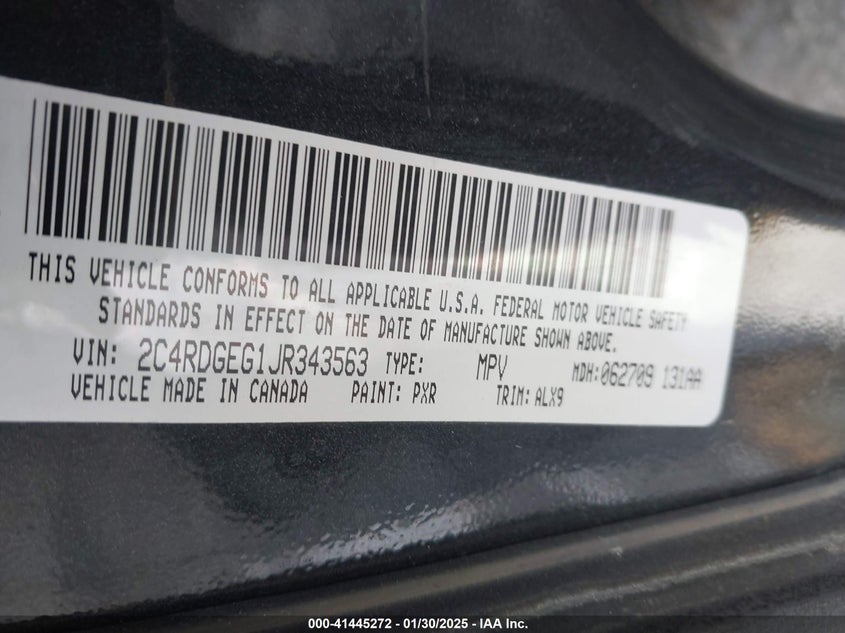 THIS VEHICLE CONFORMS TO ALL APPLICABLE U.S.A. FEDERAL MOTOR VEHICLE SAFETY
STANDARDS IN EFFECT ON THE DATE OF MANUFACTURE SHOWN ABOVE.
VIN: 2C4RDGEG1JR343563 TYPE: MPV MDH:062709 131AA
VEHICLE MADE IN CANADA PAINT: PXR TRIM: ALX9
000-41445272 - 01/30/2025 - IAA Inc.